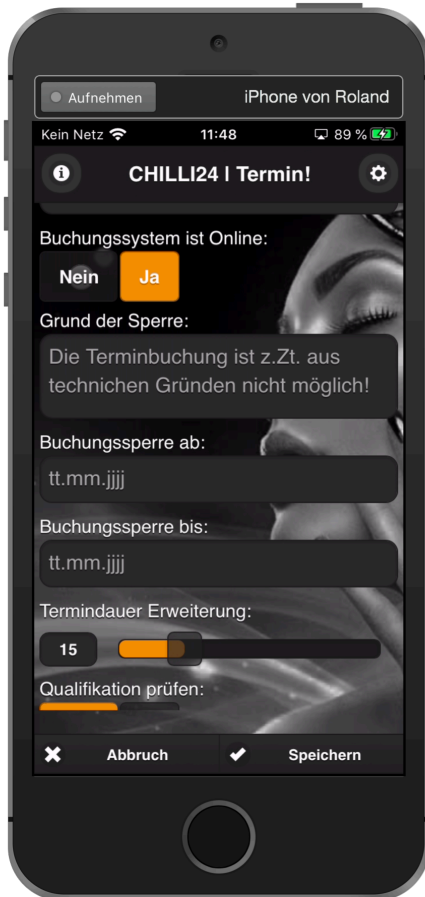 Aufnehmen
iPhone von Roland
Kein Netz 11:48 89 %
CHILLI24 | Termin!
Buchungssystem ist Online:
Nein Ja
Grund der Sperre:
Die Terminbuchung ist z.Zt. aus
technichen Gründen nicht möglich!
Buchungssperre ab:
tt.mm.jjjj
Buchungssperre bis:
tt.mm.jjjj
Termindauer Erweiterung:
15
Qualifikation prüfen:
Abbruch Speichern